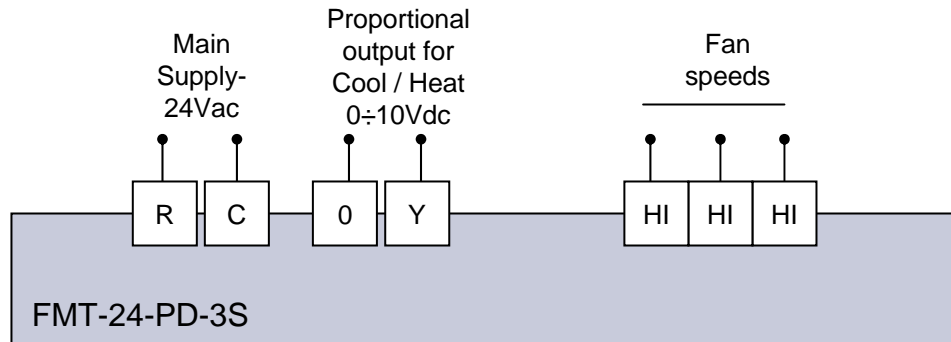 Main
Supply-
24Vac
Proportional
output for
Cool / Heat
0÷10Vdc
Fan
speeds
R C 0 Y HI HI HI
FMT-24-PD-3S